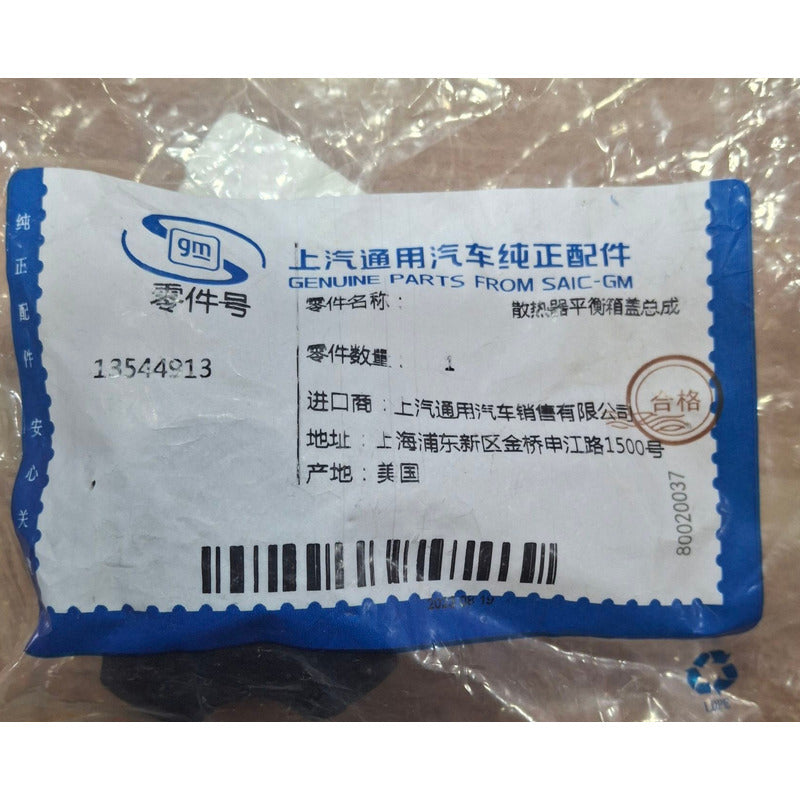 gm
上汽通用汽车纯正配件
GENUINE PARTS FROM SAIC-GM
零件号
13544913
零件名称: 散热器平衡箱盖总成
零件数量: 1
进口商:上汽通用汽车销售有限公司
地址:上海浦东新区金桥申江路1500号
产地:美国
合格
80020037
纯正配件 安心关
LDPE